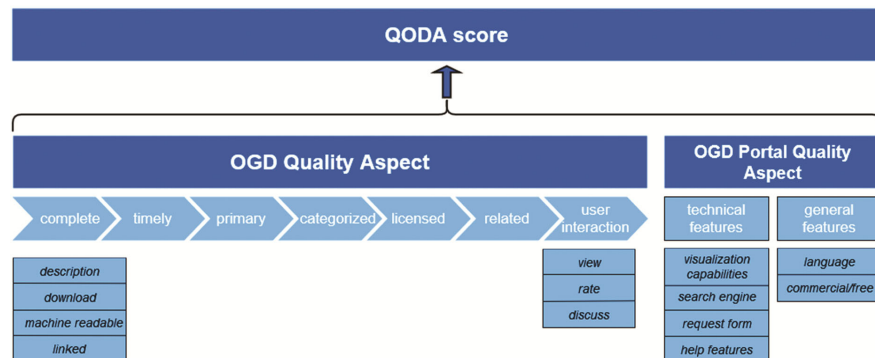 QODA score
OGD Quality Aspect
OGD Portal Quality
Aspect
complete
timely
primary
categorized
licensed
related
user
interaction
technical
features
general
features
description
download
machine readable
linked
view
rate
discuss
visualization
capabilities
search engine
request form
help features
language
commercial/free